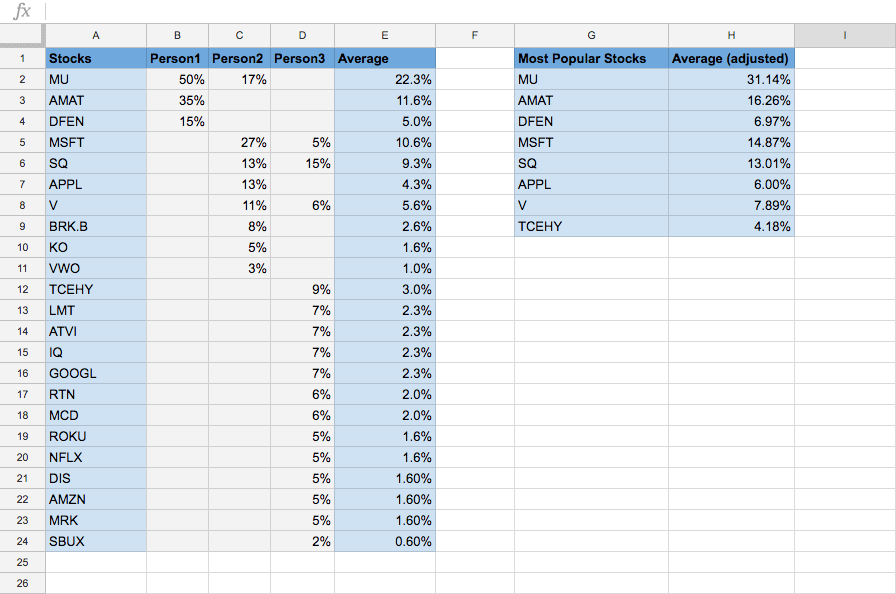 fx
A B C D E F G H I
1 Stocks Person1 Person2 Person3 Average Most Popular Stocks Average (adjusted)
2 MU 50% 17% 22.3% MU 31.14%
3 AMAT 35% 11.6% AMAT 16.26%
4 DFEN 15% 5.0% DFEN 6.97%
5 MSFT 27% 5% 10.6% MSFT 14.87%
6 SQ 13% 15% 9.3% SQ 13.01%
7 APPL 13% 4.3% APPL 6.00%
8 V 11% 6% 5.6% V 7.89%
9 BRK.B 8% 2.6% TCEHY 4.18%
10 KO 5% 1.6%
11 VWO 3% 1.0%
12 TCEHY 9% 3.0%
13 LMT 7% 2.3%
14 ATVI 7% 2.3%
15 IQ 7% 2.3%
16 GOOGL 7% 2.3%
17 RTN 6% 2.0%
18 MCD 6% 2.0%
19 ROKU 5% 1.6%
20 NFLX 5% 1.6%
21 DIS 5% 1.60%
22 AMZN 5% 1.60%
23 MRK 5% 1.60%
24 SBUX 2% 0.60%
25
26